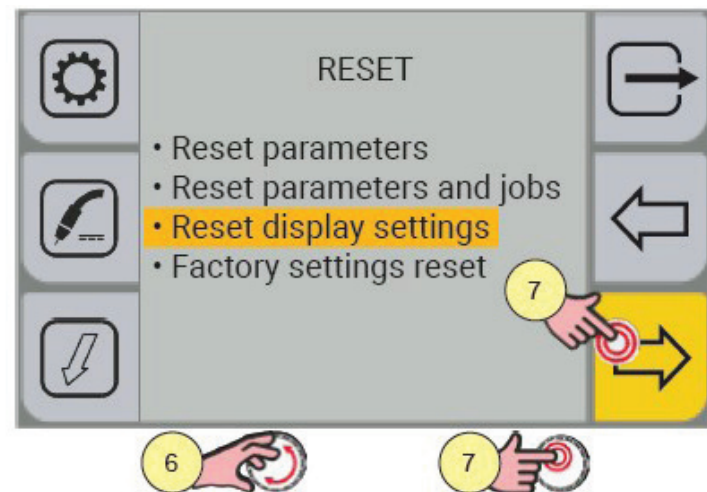 RESET
• Reset parameters
• Reset parameters and jobs
• Reset display settings
• Factory settings reset
7
6
7